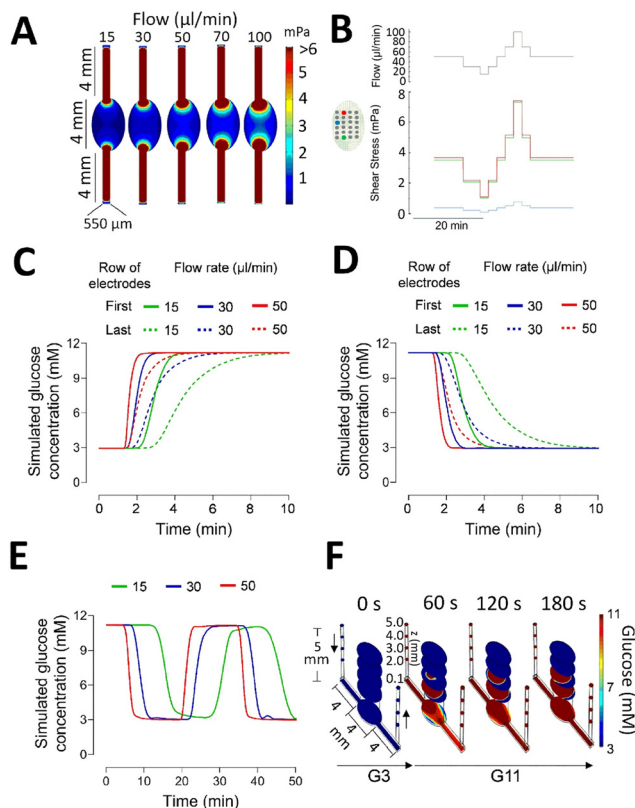 A
Flow (µl/min)
15 30 50 70 100
mPa
>6
5
4
3
2
1
4 mm
4 mm
4 mm
550 µm
B
Flow (µl/min)
100
80
60
40
20
0
Shear Stress (mPa)
8
6
4
2
0
20 min
C
Row of electrodes
Flow rate (µl/min)
First 15 30 50
Last 15 30 50
Simulated glucose
concentration (mM)
12
9
6
3
0
0 2 4 6 8 10
Time (min)
D
Row of electrodes
Flow rate (µl/min)
First 15 30 50
Last 15 30 50
Simulated glucose
concentration (mM)
12
9
6
3
0
0 2 4 6 8 10
Time (min)
E
15 30 50
Simulated glucose
concentration (mM)
12
9
6
3
0
0 10 20 30 40 50
Time (min)
F
0 s 60 s 120 s 180 s
5 mm
5.0
4.0
3.0
2.0
1.0
0.1
z (mm)
4
4
4
mm
11
7
3
Glucose (mM)
G3 G11